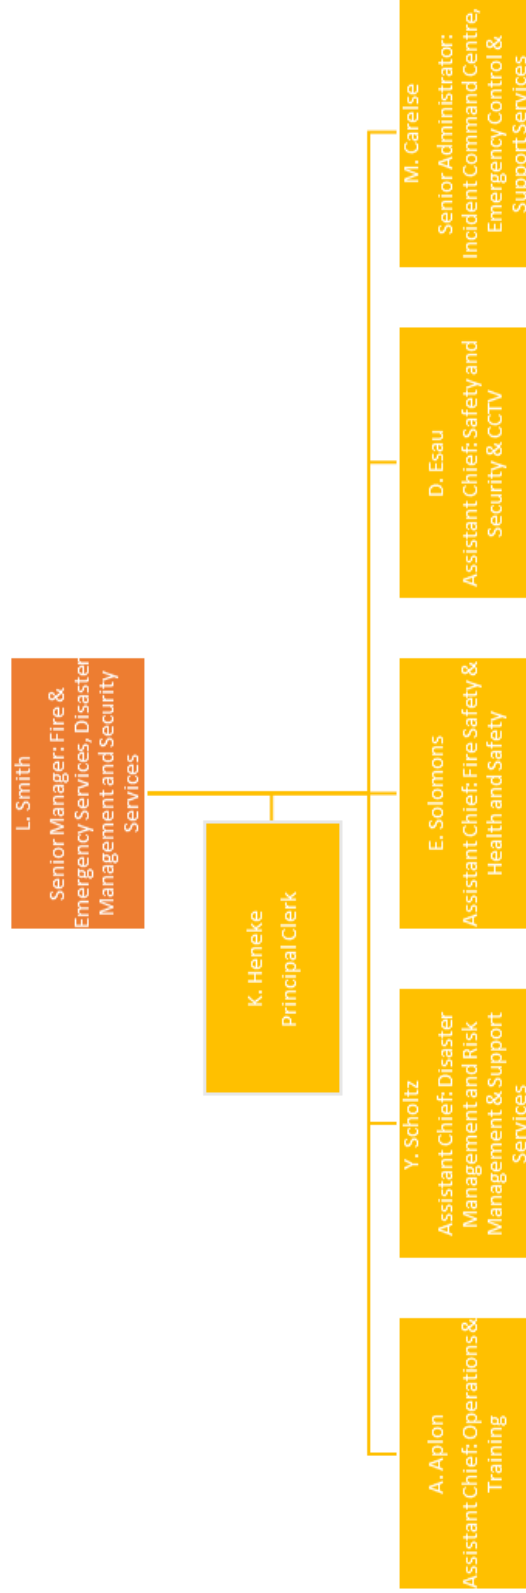 L. Smith
Senior Manager: Fire &
Emergency Services, Disaster
Management and Security
Services
K. Heneke
Principal Clerk
A. Aplon
Assistant Chief: Operations &
Training
Y. Scholtz
Assistant Chief: Disaster
Management and Risk
Management & Support
Services
E. Solomons
Assistant Chief: Fire Safety &
Health and Safety
D. Esau
Assistant Chief: Safety and
Security & CCTV
M. Carelse
Senior Administrator:
Incident Command Centre,
Emergency Control &
Support Services